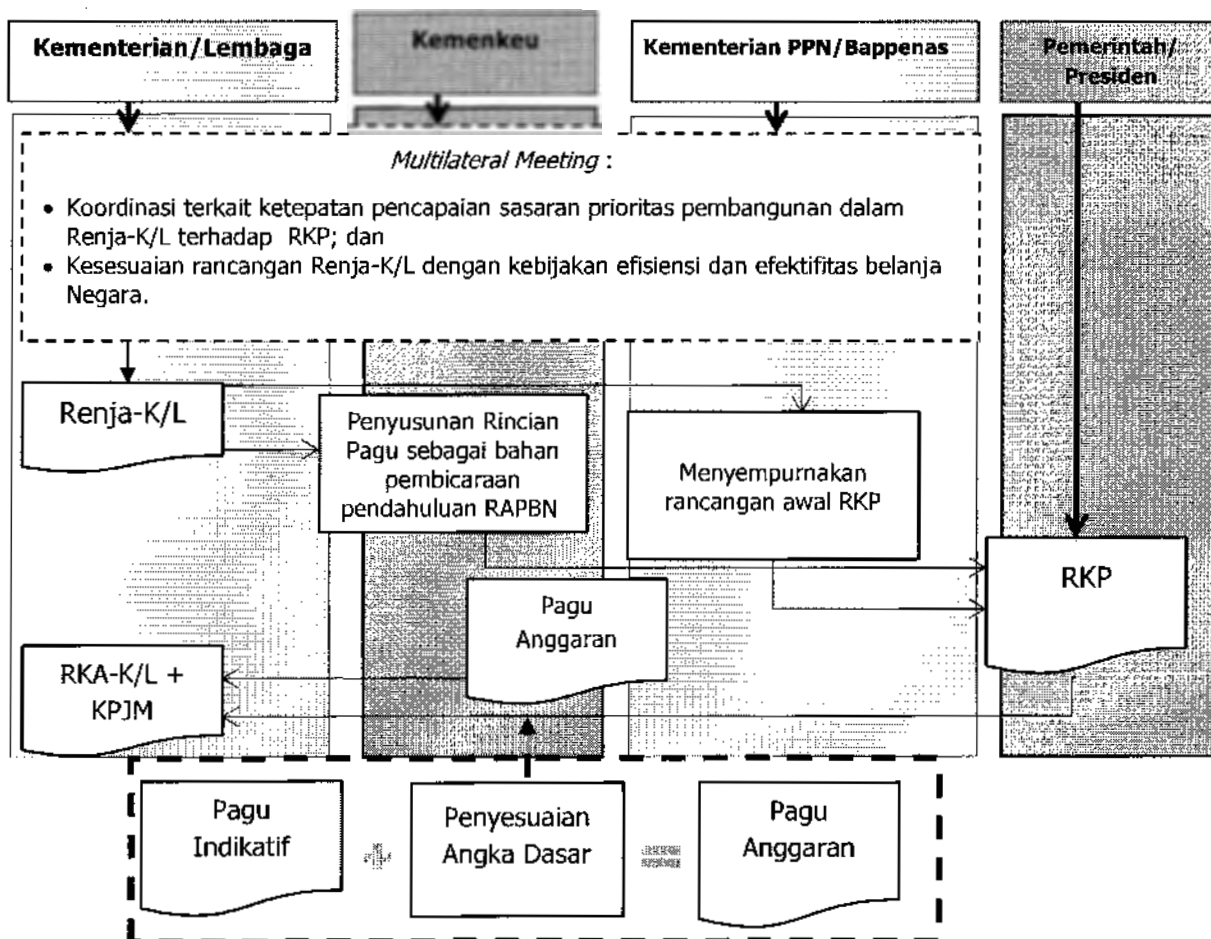 Kementerian/Lembaga
Kemenkeu
Kementerian PPN/Bappenas
Pemerintah/
Presiden
Multilateral Meeting :
• Koordinasi terkait ketepatan pencapaian sasaran prioritas pembangunan dalam
Renja-K/L terhadap RKP; dan
• Kesesuaian rancangan Renja-K/L dengan kebijakan efisiensi dan efektifitas belanja
Negara.
Renja-K/L
Penyusunan Rincian
Pagu sebagai bahan
pembicaraan
pendahuluan RAPBN
Menyempurnakan
rancangan awal RKP
RKP
Pagu
Anggaran
RKA-K/L +
KPJM
Pagu
Indikatif
+
Penyesuaian
Angka Dasar
=
Pagu
Anggaran